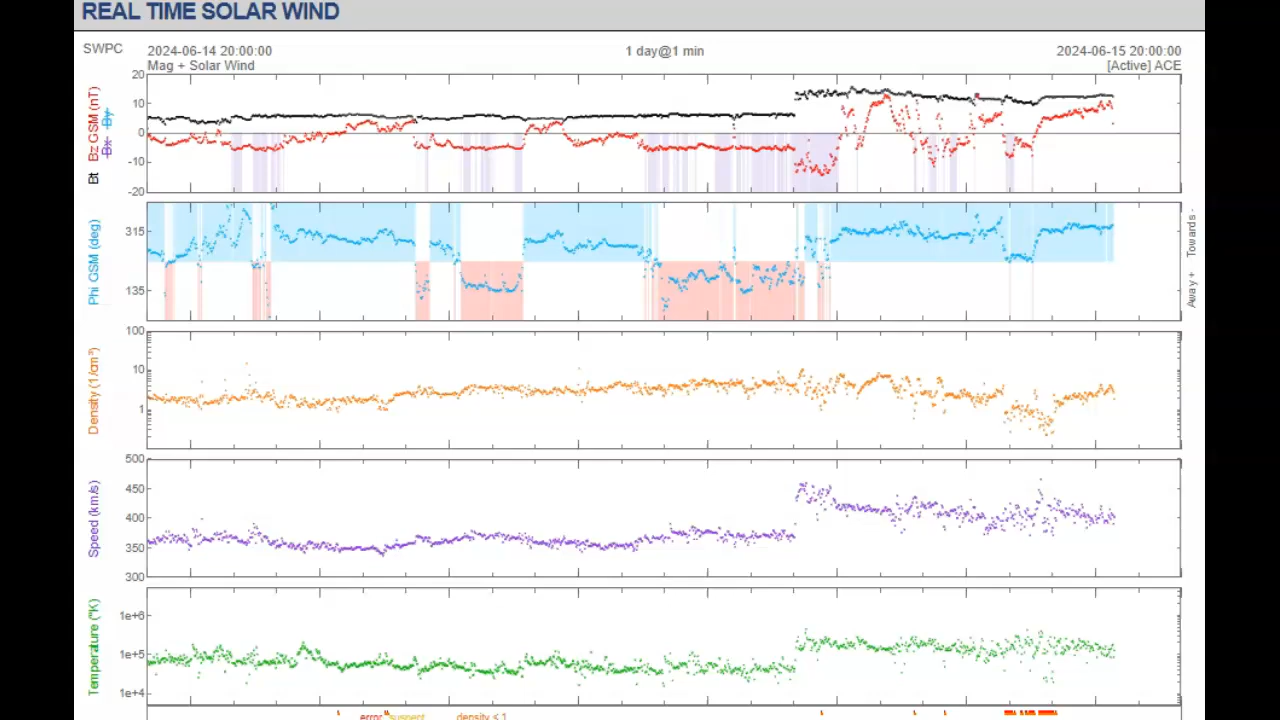 REAL TIME SOLAR WIND
SWPC
2024-06-14 20:00:00
1 day@1 min
2024-06-15 20:00:00
Mag + Solar Wind
[Active] ACE
Bt Bz GSM (nT)
Bx By
20
10
0
-10
-20
Phi GSM (deg)
315
135
Towards -
Away +
Density (1/cm³)
100
10
1
Speed (km/s)
500
450
400
350
300
Temperature (°K)
1e+6
1e+5
1e+4
error suspect density < 1